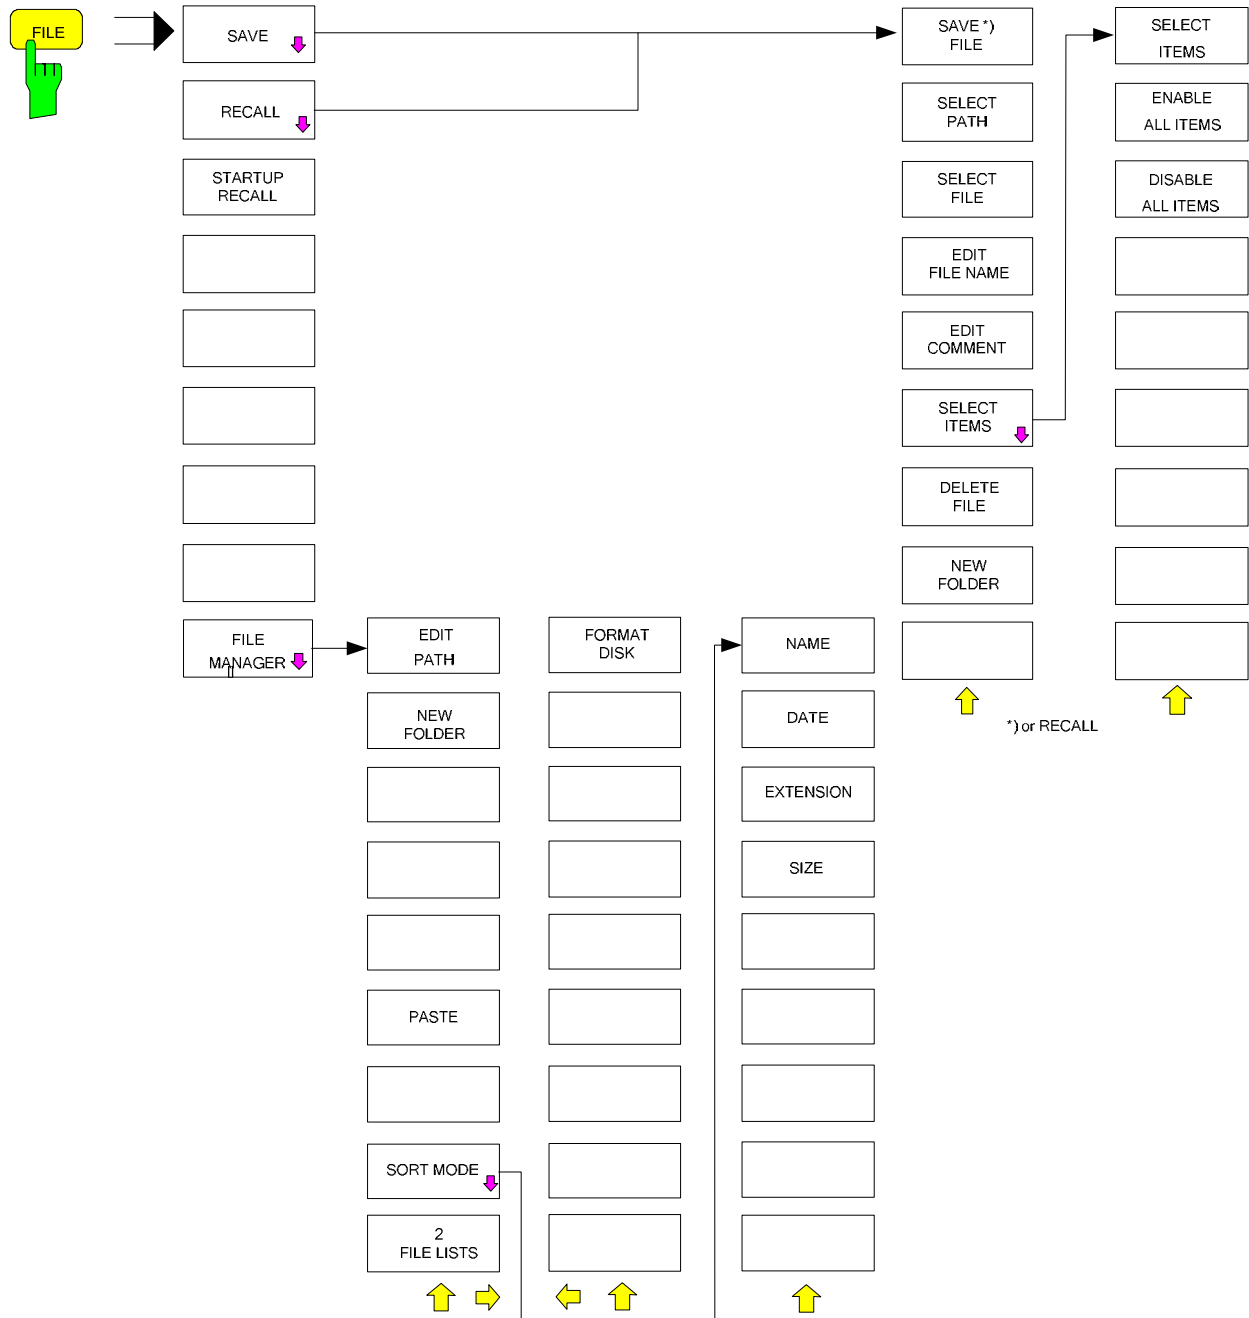 FILE
SAVE
RECALL
STARTUP
RECALL
FILE
MANAGER
EDIT
PATH
NEW
FOLDER
PASTE
SORT MODE
2
FILE LISTS
FORMAT
DISK
NAME
DATE
EXTENSION
SIZE
SAVE *)
FILE
SELECT
PATH
SELECT
FILE
EDIT
FILE NAME
EDIT
COMMENT
SELECT
ITEMS
DELETE
FILE
NEW
FOLDER
*) or RECALL
SELECT
ITEMS
ENABLE
ALL ITEMS
DISABLE
ALL ITEMS